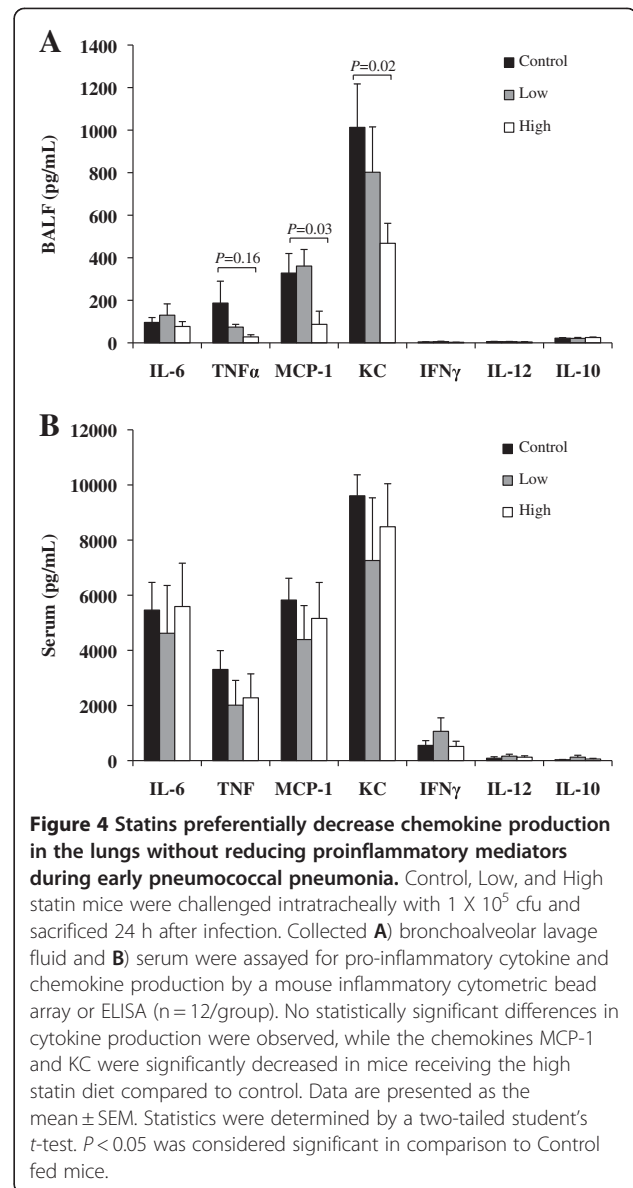 A
1400
1200
1000
800
600
400
200
0
BALF (pg/mL)
Control
Low
High
P=0.16
P=0.03
P=0.02
IL-6 TNFα MCP-1 KC IFNγ IL-12 IL-10
B
12000
10000
8000
6000
4000
2000
0
Serum (pg/mL)
Control
Low
High
IL-6 TNF MCP-1 KC IFNγ IL-12 IL-10
Figure 4 Statins preferentially decrease chemokine production
in the lungs without reducing proinflammatory mediators
during early pneumococcal pneumonia. Control, Low, and High
statin mice were challenged intratracheally with 1 X 10⁵ cfu and
sacrificed 24 h after infection. Collected A) bronchoalveolar lavage
fluid and B) serum were assayed for pro-inflammatory cytokine and
chemokine production by a mouse inflammatory cytometric bead
array or ELISA (n = 12/group). No statistically significant differences in
cytokine production were observed, while the chemokines MCP-1
and KC were significantly decreased in mice receiving the high
statin diet compared to control. Data are presented as the
mean ± SEM. Statistics were determined by a two-tailed student's
t-test. P < 0.05 was considered significant in comparison to Control
fed mice.